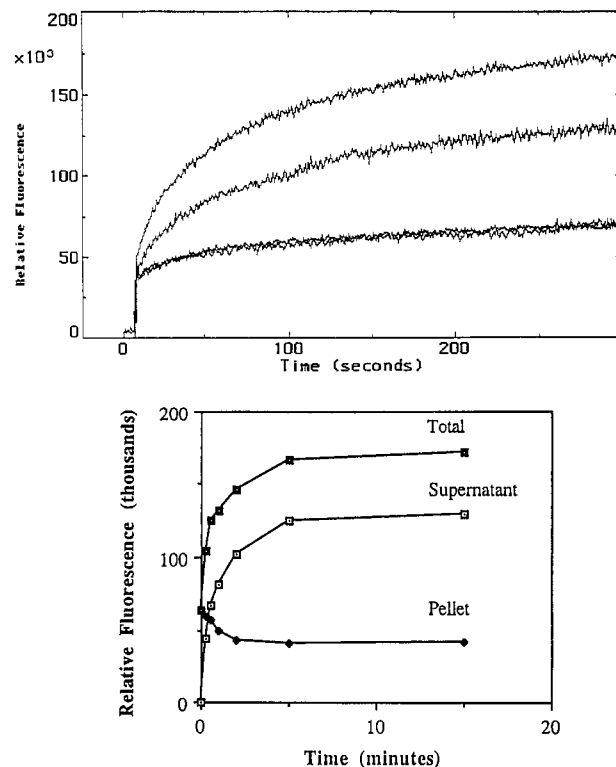 200
×10³
150
100
50
0
Relative Fluorescence
0 100 200
Time (seconds)
200
100
0
Relative Fluorescence (thousands)
Total
Supernatant
Pellet
0 10 20
Time (minutes)